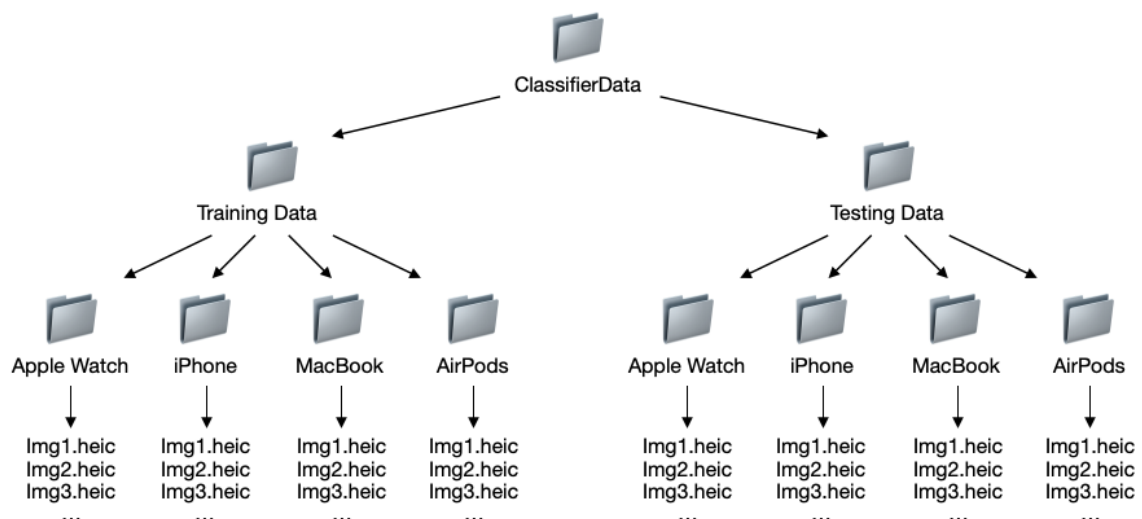 ClassifierData
Training Data
Testing Data
Apple Watch
iPhone
MacBook
AirPods
Apple Watch
iPhone
MacBook
AirPods
Img1.heic
Img1.heic
Img1.heic
Img1.heic
Img1.heic
Img1.heic
Img1.heic
Img1.heic
Img2.heic
Img2.heic
Img2.heic
Img2.heic
Img2.heic
Img2.heic
Img2.heic
Img2.heic
Img3.heic
Img3.heic
Img3.heic
Img3.heic
Img3.heic
Img3.heic
Img3.heic
Img3.heic
...
...
...
...
...
...
...
...